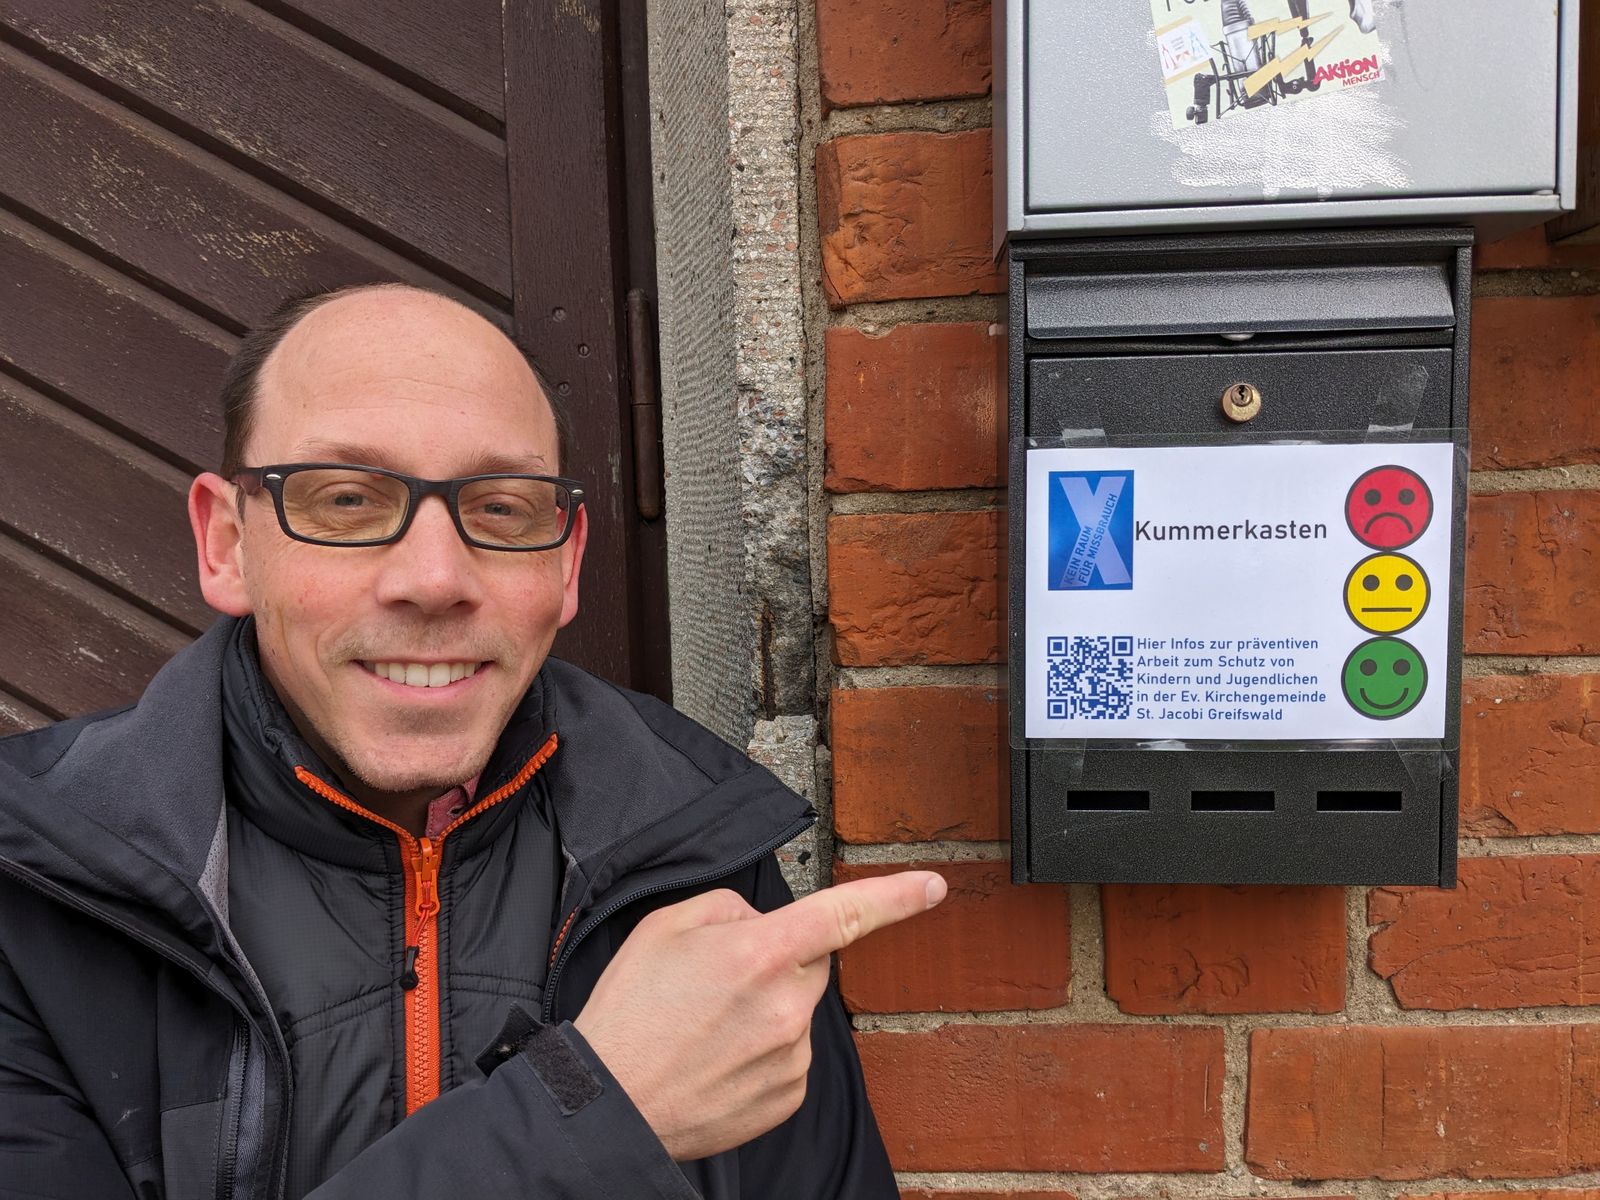 AKTION
MENSCH
KEIN RAUM
FÜR MISSBRAUCH
Kummerkasten
Hier Infos zur präventiven
Arbeit zum Schutz von
Kindern und Jugendlichen
in der Ev. Kirchengemeinde
St. Jacobi Greifswald